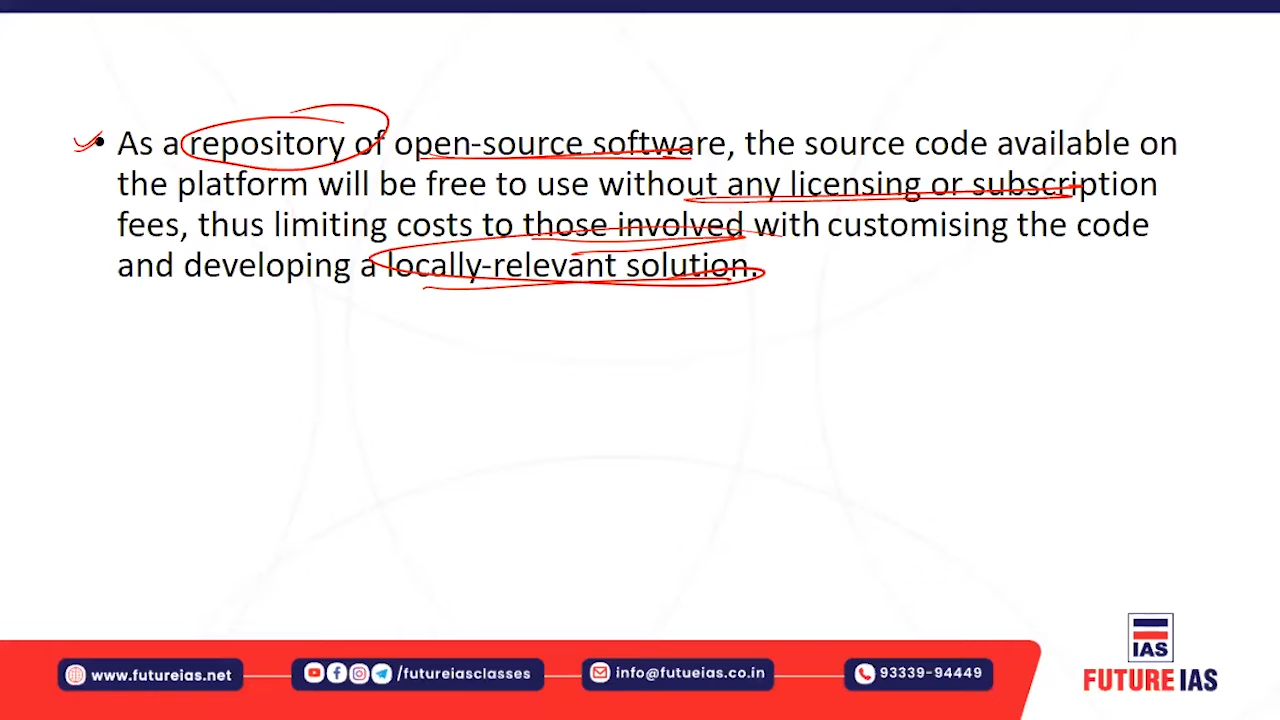 • As a repository of open-source software, the source code available on
the platform will be free to use without any licensing or subscription
fees, thus limiting costs to those involved with customising the code
and developing a locally-relevant solution.
IAS
FUTURE IAS
www.futureias.net
/futureiasclasses
info@futueias.co.in
93339-94449